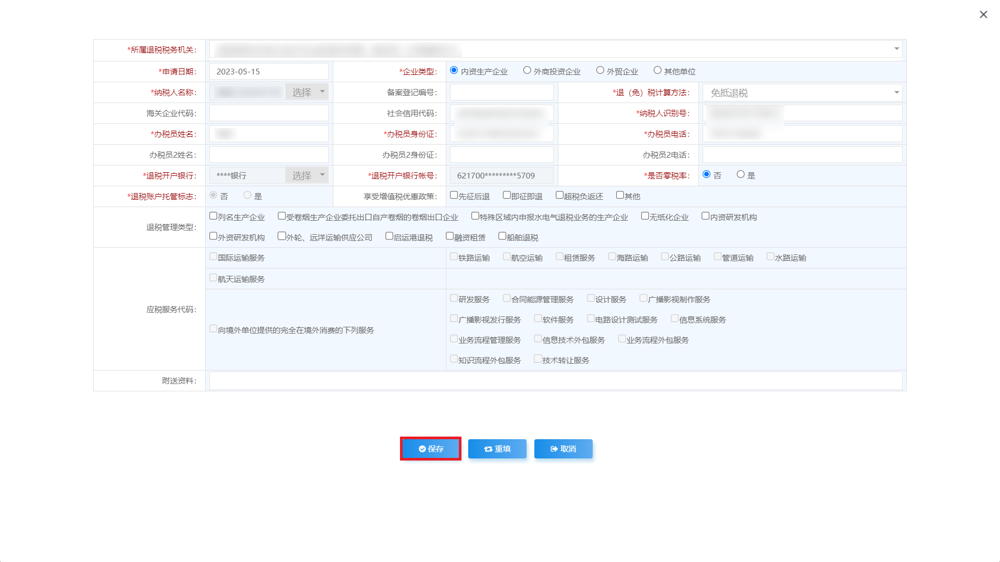 *所属退税税务机关:
*申请日期: 2023-05-15 *企业类型: 内资生产企业 外商投资企业 外贸企业 其他单位
*纳税人名称: 选择 备案登记编号: *退（免）税计算方法: 免抵退税
海关企业代码: 社会信用代码: *纳税人识别号:
*办税员姓名: *办税员身份证: *办税员电话:
办税员2姓名: 办税员2身份证: 办税员2电话:
*退税开户银行: ****银行 选择 *退税开户银行帐号: 621700*********5709 *是否零税率: 否 是
*退税账户托管标志: 否 是 享受增值税优惠政策: 先征后退 即征即退 超税负返还 其他
退税管理类型: 列名生产企业 受卷烟生产企业委托出口自产卷烟的卷烟出口企业 特殊区域内申报水电气退税业务的生产企业 无纸化企业 内资研发机构
外资研发机构 外轮、远洋运输供应公司 启运港退税 融资租赁 船舶退税
应税服务代码: 国际运输服务 铁路运输 航空运输 租赁服务 海路运输 公路运输 管道运输 水路运输
航天运输服务
向境外单位提供的完全在境外消费的下列服务 研发服务 合同能源管理服务 设计服务 广播影视制作服务
广播影视发行服务 软件服务 电路设计测试服务 信息系统服务
业务流程管理服务 信息技术外包服务 业务流程外包服务
知识流程外包服务 技术转让服务
附送资料:
保存 重填 取消